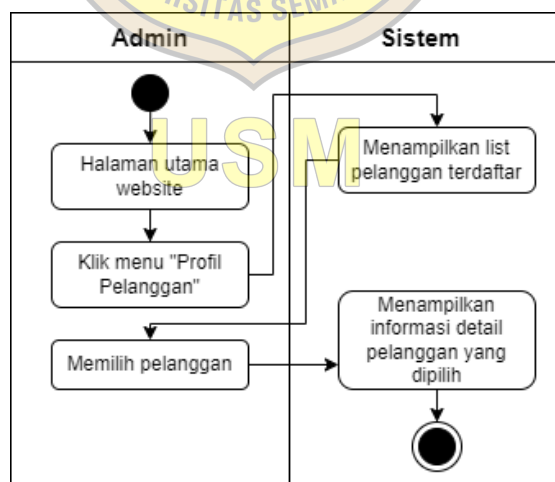 Admin
Sistem
USM
Halaman utama
website
Menampilkan list
pelanggan terdaftar
Klik menu "Profil
Pelanggan"
Memilih pelanggan
Menampilkan
informasi detail
pelanggan yang
dipilih